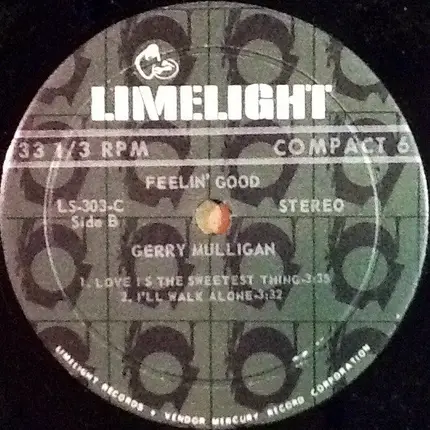 LIMELIGHT
33 1/3 RPM COMPACT 6
FEELIN' GOOD
LS-303-C STEREO
Side B
GERRY MULLIGAN
1. LOVE IS THE SWEETEST THING-3:35
2. I'LL WALK ALONE-3:32
LIMELIGHT RECORDS • VENDOR MERCURY RECORD CORPORATION